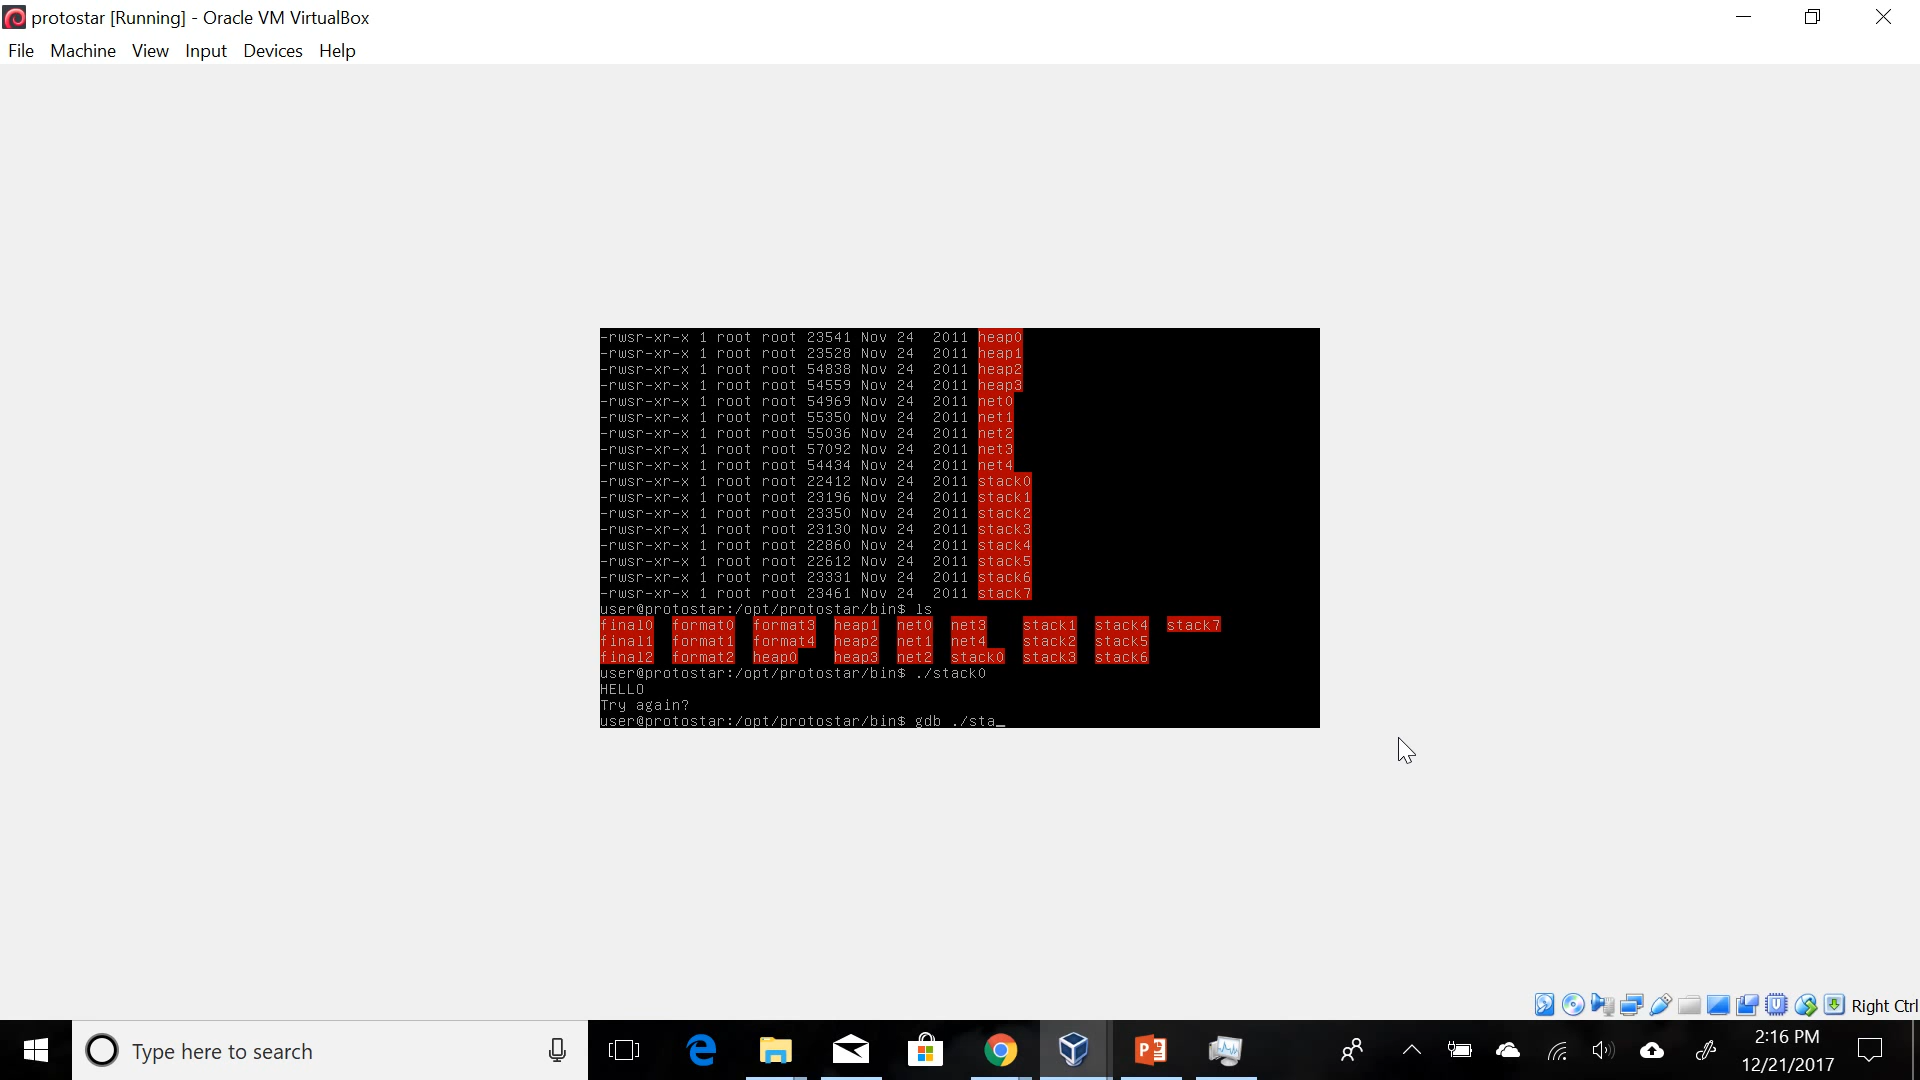 protostar [Running] - Oracle VM VirtualBox
File Machine View Input Devices Help
-rwsr-xr-x 1 root root 23541 Nov 24 2011 heap0
-rwsr-xr-x 1 root root 23528 Nov 24 2011 heap1
-rwsr-xr-x 1 root root 54838 Nov 24 2011 heap2
-rwsr-xr-x 1 root root 54559 Nov 24 2011 heap3
-rwsr-xr-x 1 root root 54969 Nov 24 2011 net0
-rwsr-xr-x 1 root root 55350 Nov 24 2011 net1
-rwsr-xr-x 1 root root 55036 Nov 24 2011 net2
-rwsr-xr-x 1 root root 57092 Nov 24 2011 net3
-rwsr-xr-x 1 root root 54434 Nov 24 2011 net4
-rwsr-xr-x 1 root root 22412 Nov 24 2011 stack0
-rwsr-xr-x 1 root root 23196 Nov 24 2011 stack1
-rwsr-xr-x 1 root root 23350 Nov 24 2011 stack2
-rwsr-xr-x 1 root root 23130 Nov 24 2011 stack3
-rwsr-xr-x 1 root root 22860 Nov 24 2011 stack4
-rwsr-xr-x 1 root root 22612 Nov 24 2011 stack5
-rwsr-xr-x 1 root root 23331 Nov 24 2011 stack6
-rwsr-xr-x 1 root root 23461 Nov 24 2011 stack7
user@protostar:/opt/protostar/bin$ ls
final0 format0 format3 heap1 net0 net3 stack1 stack4 stack7
final1 format1 format4 heap2 net1 net4 stack2 stack5
final2 format2 heap0 heap3 net2 stack0 stack3 stack6
user@protostar:/opt/protostar/bin$ ./stack0
HELLO
Try again?
user@protostar:/opt/protostar/bin$ gdb ./sta_
Right Ctrl
Type here to search
2:16 PM
12/21/2017